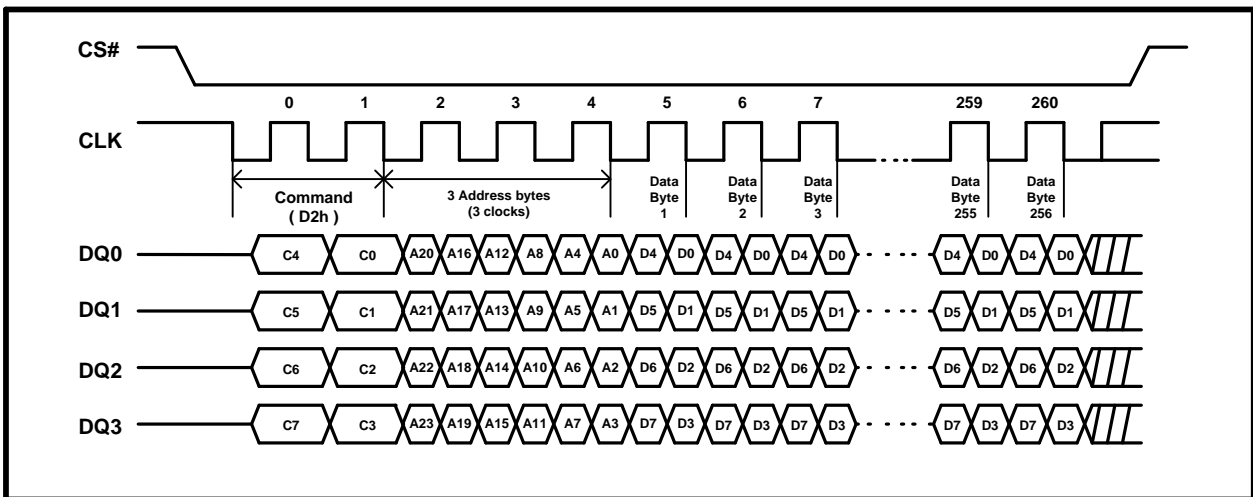 CS#
0 1 2 3 4 5 6 7 259 260
CLK
Command
( D2h )
3 Address bytes
(3 clocks)
Data
Byte
1
Data
Byte
2
Data
Byte
3
Data
Byte
255
Data
Byte
256
DQ0 C4 C0 A20 A16 A12 A8 A4 A0 D4 D0 D4 D0 D4 D0 D4 D0 D4 D0
DQ1 C5 C1 A21 A17 A13 A9 A5 A1 D5 D1 D5 D1 D5 D1 D5 D1 D5 D1
DQ2 C6 C2 A22 A18 A14 A10 A6 A2 D6 D2 D6 D2 D6 D2 D6 D2 D6 D2
DQ3 C7 C3 A23 A19 A15 A11 A7 A3 D7 D3 D7 D3 D7 D3 D7 D3 D7 D3